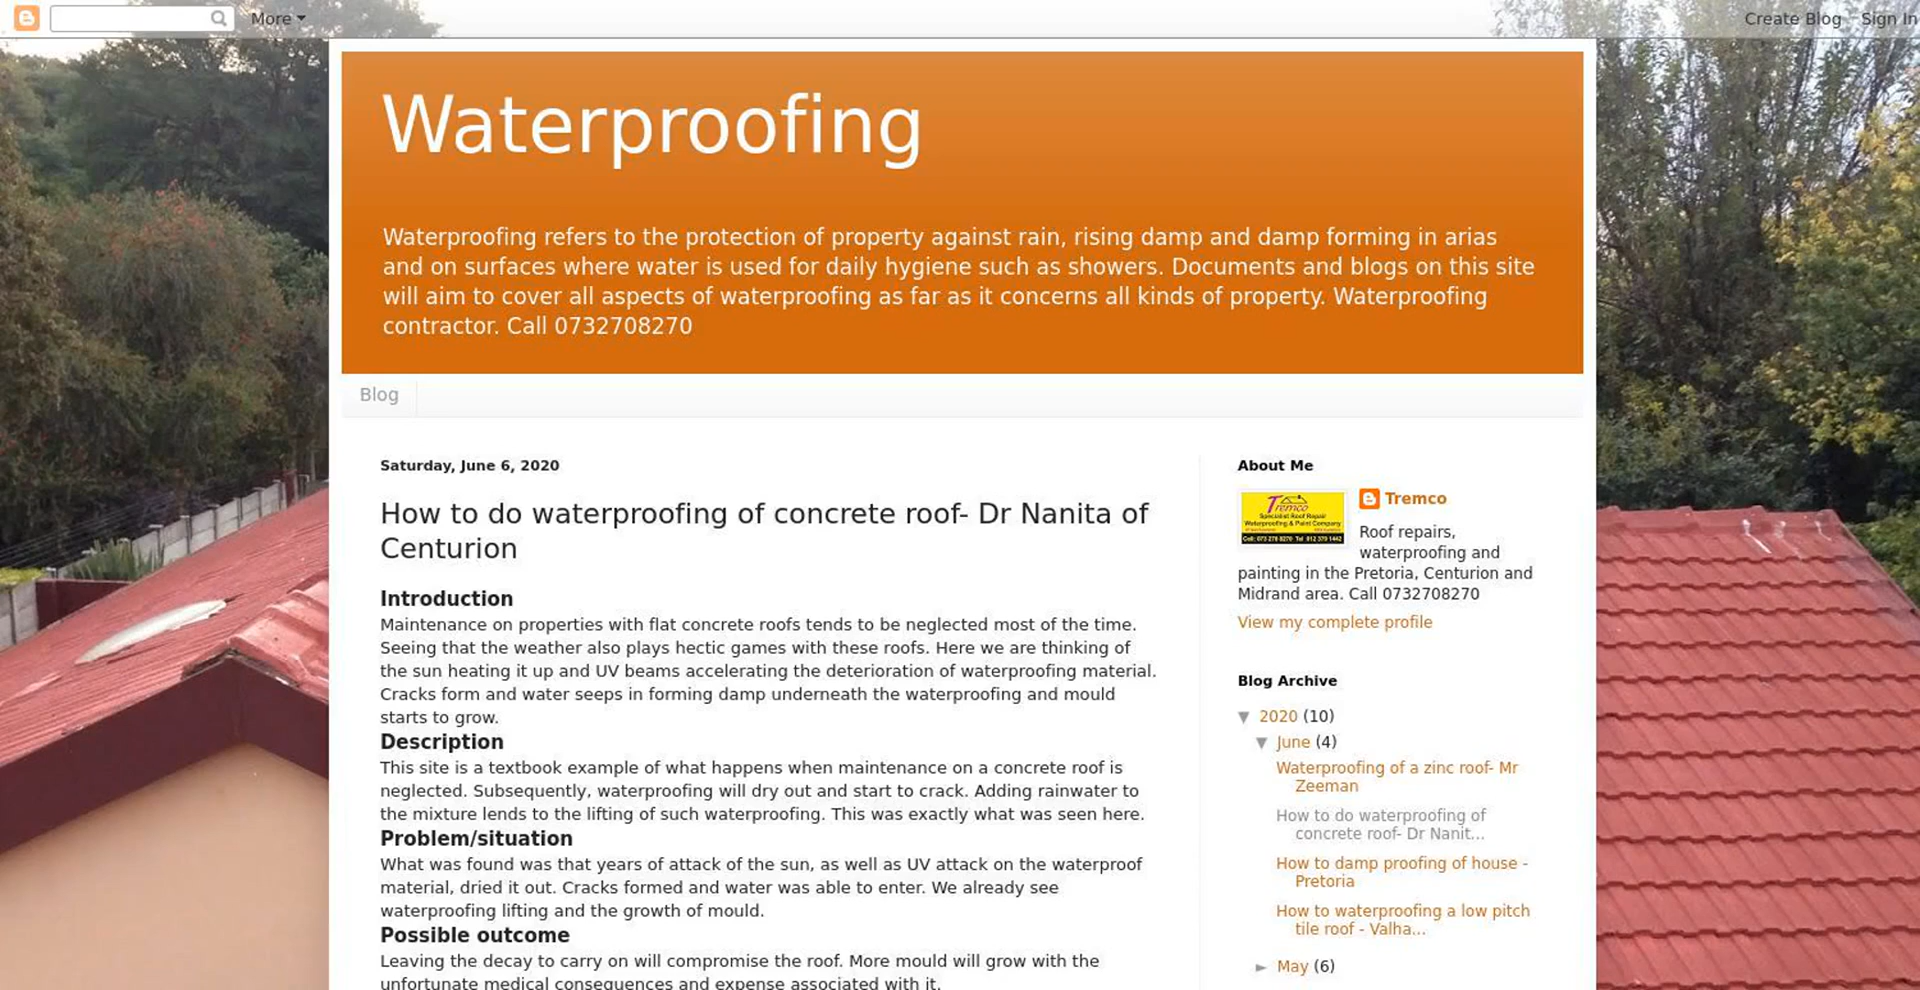 More
Create Blog
Sign In
Waterproofing
Waterproofing refers to the protection of property against rain, rising damp and damp forming in arias
and on surfaces where water is used for daily hygiene such as showers. Documents and blogs on this site
will aim to cover all aspects of waterproofing as far as it concerns all kinds of property. Waterproofing
contractor. Call 0732708270
Blog
Saturday, June 6, 2020
How to do waterproofing of concrete roof- Dr Nanita of
Centurion
Introduction
Maintenance on properties with flat concrete roofs tends to be neglected most of the time.
Seeing that the weather also plays hectic games with these roofs. Here we are thinking of
the sun heating it up and UV beams accelerating the deterioration of waterproofing material.
Cracks form and water seeps in forming damp underneath the waterproofing and mould
starts to grow.
Description
This site is a textbook example of what happens when maintenance on a concrete roof is
neglected. Subsequently, waterproofing will dry out and start to crack. Adding rainwater to
the mixture lends to the lifting of such waterproofing. This was exactly what was seen here.
Problem/situation
What was found was that years of attack of the sun, as well as UV attack on the waterproof
material, dried it out. Cracks formed and water was able to enter. We already see
waterproofing lifting and the growth of mould.
Possible outcome
Leaving the decay to carry on will compromise the roof. More mould will grow with the
unfortunate medical consequences and expense associated with it.
About Me
Tremco
Specialist Roof Repair
Waterproofing & Paint Company
Call: 073 270 8270 Tel 012 379 1442
Tremco
Roof repairs,
waterproofing and
painting in the Pretoria, Centurion and
Midrand area. Call 0732708270
View my complete profile
Blog Archive
▼ 2020 (10)
▼ June (4)
Waterproofing of a zinc roof- Mr
Zeeman
How to do waterproofing of
concrete roof- Dr Nanit...
How to damp proofing of house -
Pretoria
How to waterproofing a low pitch
tile roof - Valha...
► May (6)